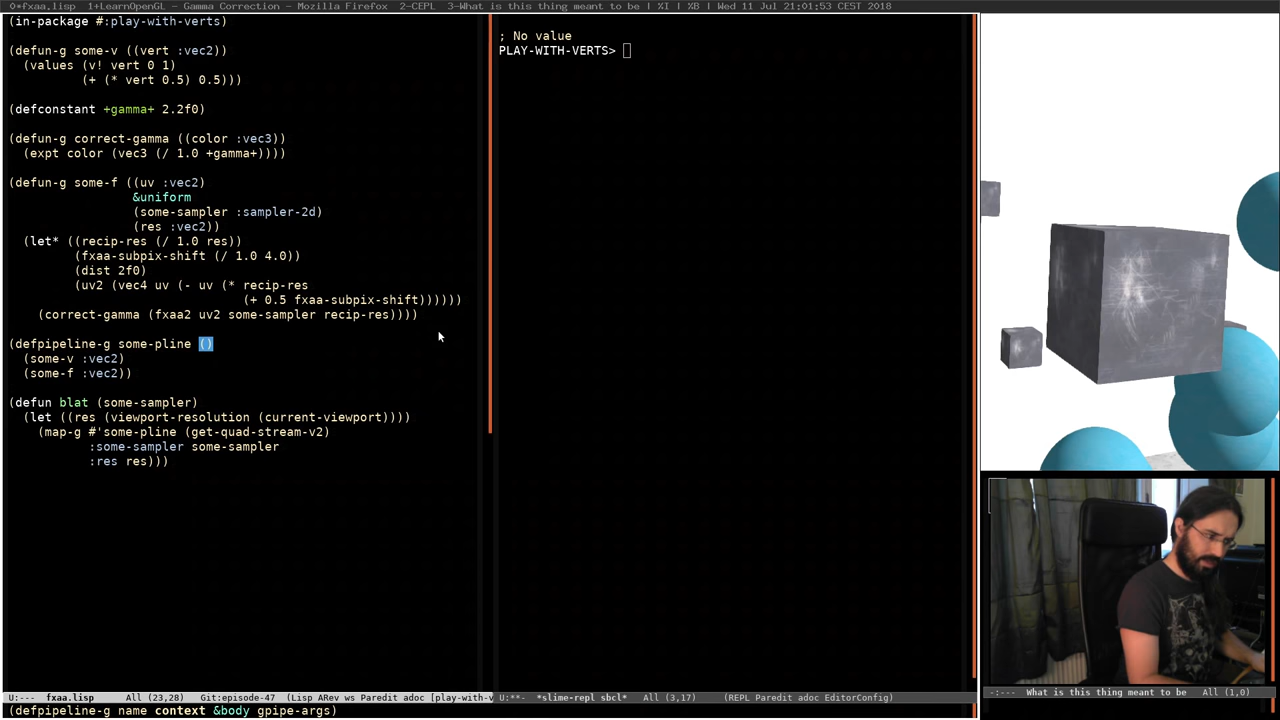 0*fxaa.lisp  1+LearnOpenGL - Gamma Correction - Mozilla Firefox  2-CEPL  3-What is this thing meant to be | %I | %B | Wed 11 Jul 21:01:53 CEST 2018
(in-package #:play-with-verts)
(defun-g some-v ((vert :vec2))
  (values (v! vert 0 1)
          (+ (* vert 0.5) 0.5)))
(defconstant +gamma+ 2.2f0)
(defun-g correct-gamma ((color :vec3))
  (expt color (vec3 (/ 1.0 +gamma+))))
(defun-g some-f ((uv :vec2)
                 &uniform
                 (some-sampler :sampler-2d)
                 (res :vec2))
  (let* ((recip-res (/ 1.0 res))
         (fxaa-subpix-shift (/ 1.0 4.0))
         (dist 2f0)
         (uv2 (vec4 uv (- uv (* recip-res
                                (+ 0.5 fxaa-subpix-shift))))))
    (correct-gamma (fxaa2 uv2 some-sampler recip-res))))
(defpipeline-g some-pline ()
  (some-v :vec2)
  (some-f :vec2))
(defun blat (some-sampler)
  (let ((res (viewport-resolution (current-viewport))))
    (map-g #'some-pline (get-quad-stream-v2)
           :some-sampler some-sampler
           :res res)))
U:---  fxaa.lisp      All (23,28)   Git:episode-47  (Lisp ARev ws Paredit adoc [play-with-v
(defpipeline-g name context &body gpipe-args)
; No value
PLAY-WITH-VERTS>
U:**-  *slime-repl sbcl*   All (3,17)     (REPL Paredit adoc EditorConfig)
-:---  What is this thing meant to be   All (1,0)